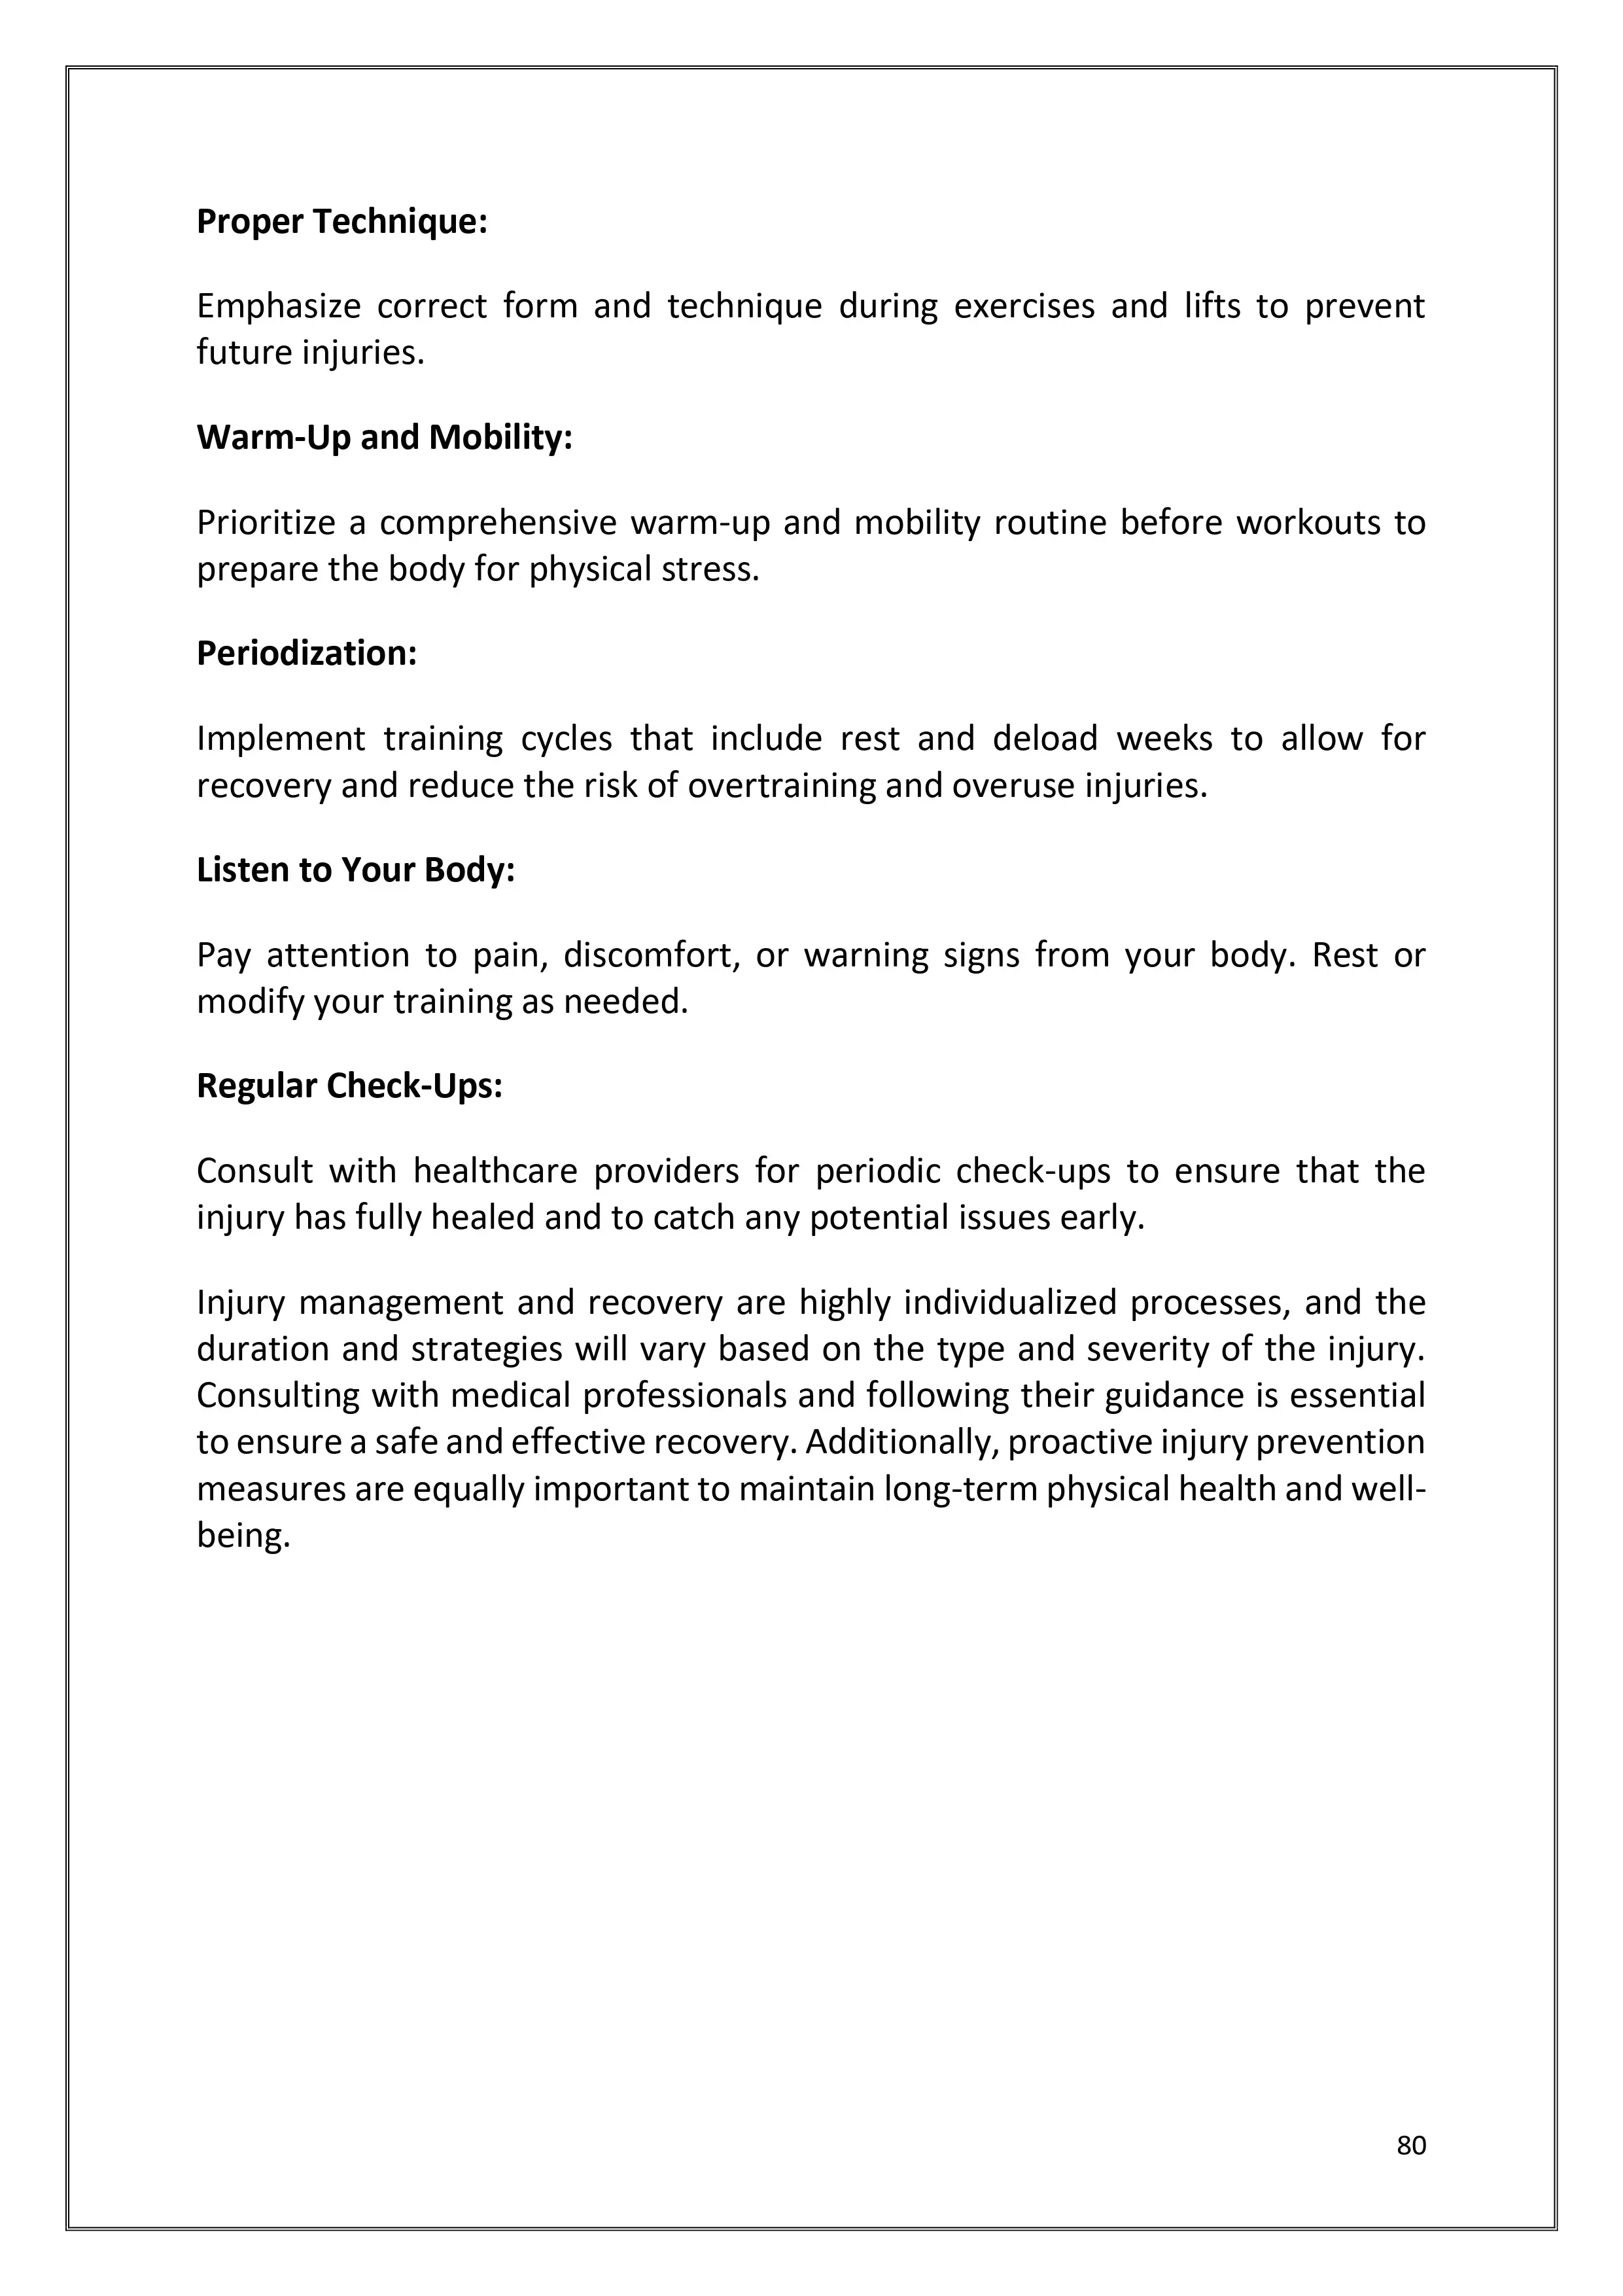 Proper Technique:
Emphasize correct form and technique during exercises and lifts to prevent
future injuries.
Warm-Up and Mobility:
Prioritize a comprehensive warm-up and mobility routine before workouts to
prepare the body for physical stress.
Periodization:
Implement training cycles that include rest and deload weeks to allow for
recovery and reduce the risk of overtraining and overuse injuries.
Listen to Your Body:
Pay attention to pain, discomfort, or warning signs from your body. Rest or
modify your training as needed.
Regular Check-Ups:
Consult with healthcare providers for periodic check-ups to ensure that the
injury has fully healed and to catch any potential issues early.
Injury management and recovery are highly individualized processes, and the
duration and strategies will vary based on the type and severity of the injury.
Consulting with medical professionals and following their guidance is essential
to ensure a safe and effective recovery. Additionally, proactive injury prevention
measures are equally important to maintain long-term physical health and well-
being.
80